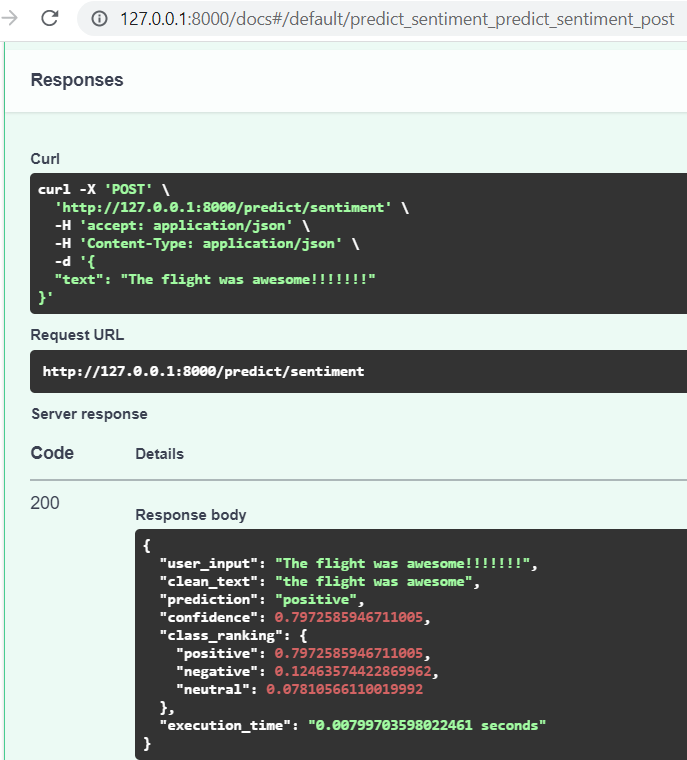 127.0.0.1:8000/docs#/default/predict_sentiment_predict_sentiment_post
Responses
Curl
curl -X 'POST' \
  'http://127.0.0.1:8000/predict/sentiment' \
  -H 'accept: application/json' \
  -H 'Content-Type: application/json' \
  -d '{
  "text": "The flight was awesome!!!!!!!"
}'
Request URL
http://127.0.0.1:8000/predict/sentiment
Server response
Code Details
200
Response body
{
  "user_input": "The flight was awesome!!!!!!!",
  "clean_text": "the flight was awesome",
  "prediction": "positive",
  "confidence": 0.7972585946711005,
  "class_ranking": {
    "positive": 0.7972585946711005,
    "negative": 0.12463574422869962,
    "neutral": 0.07810566110019992
  },
  "execution_time": "0.00799703598022461 seconds"
}